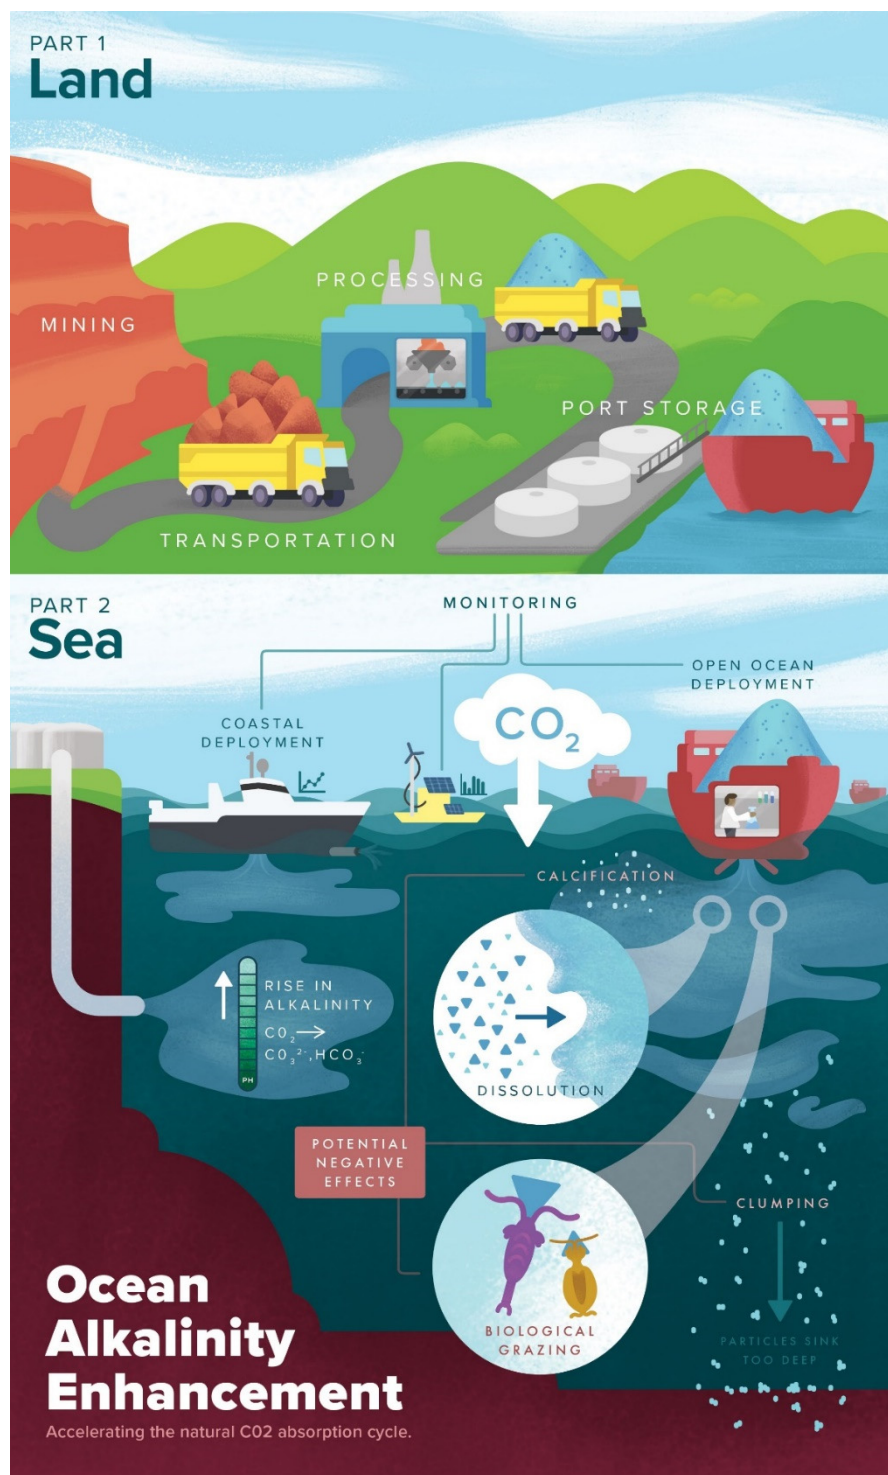 PART 1
Land
PROCESSING
MINING
PORT STORAGE
TRANSPORTATION
PART 2
Sea
MONITORING
OPEN OCEAN
DEPLOYMENT
COASTAL
DEPLOYMENT
CO₂
CALCIFICATION
RISE IN
ALKALINITY
CO₂→
CO₃²⁻,HCO₃⁻
PH
DISSOLUTION
POTENTIAL
NEGATIVE
EFFECTS
CLUMPING
BIOLOGICAL
GRAZING
PARTICLES SINK
TOO DEEP
Ocean
Alkalinity
Enhancement
Accelerating the natural C02 absorption cycle.